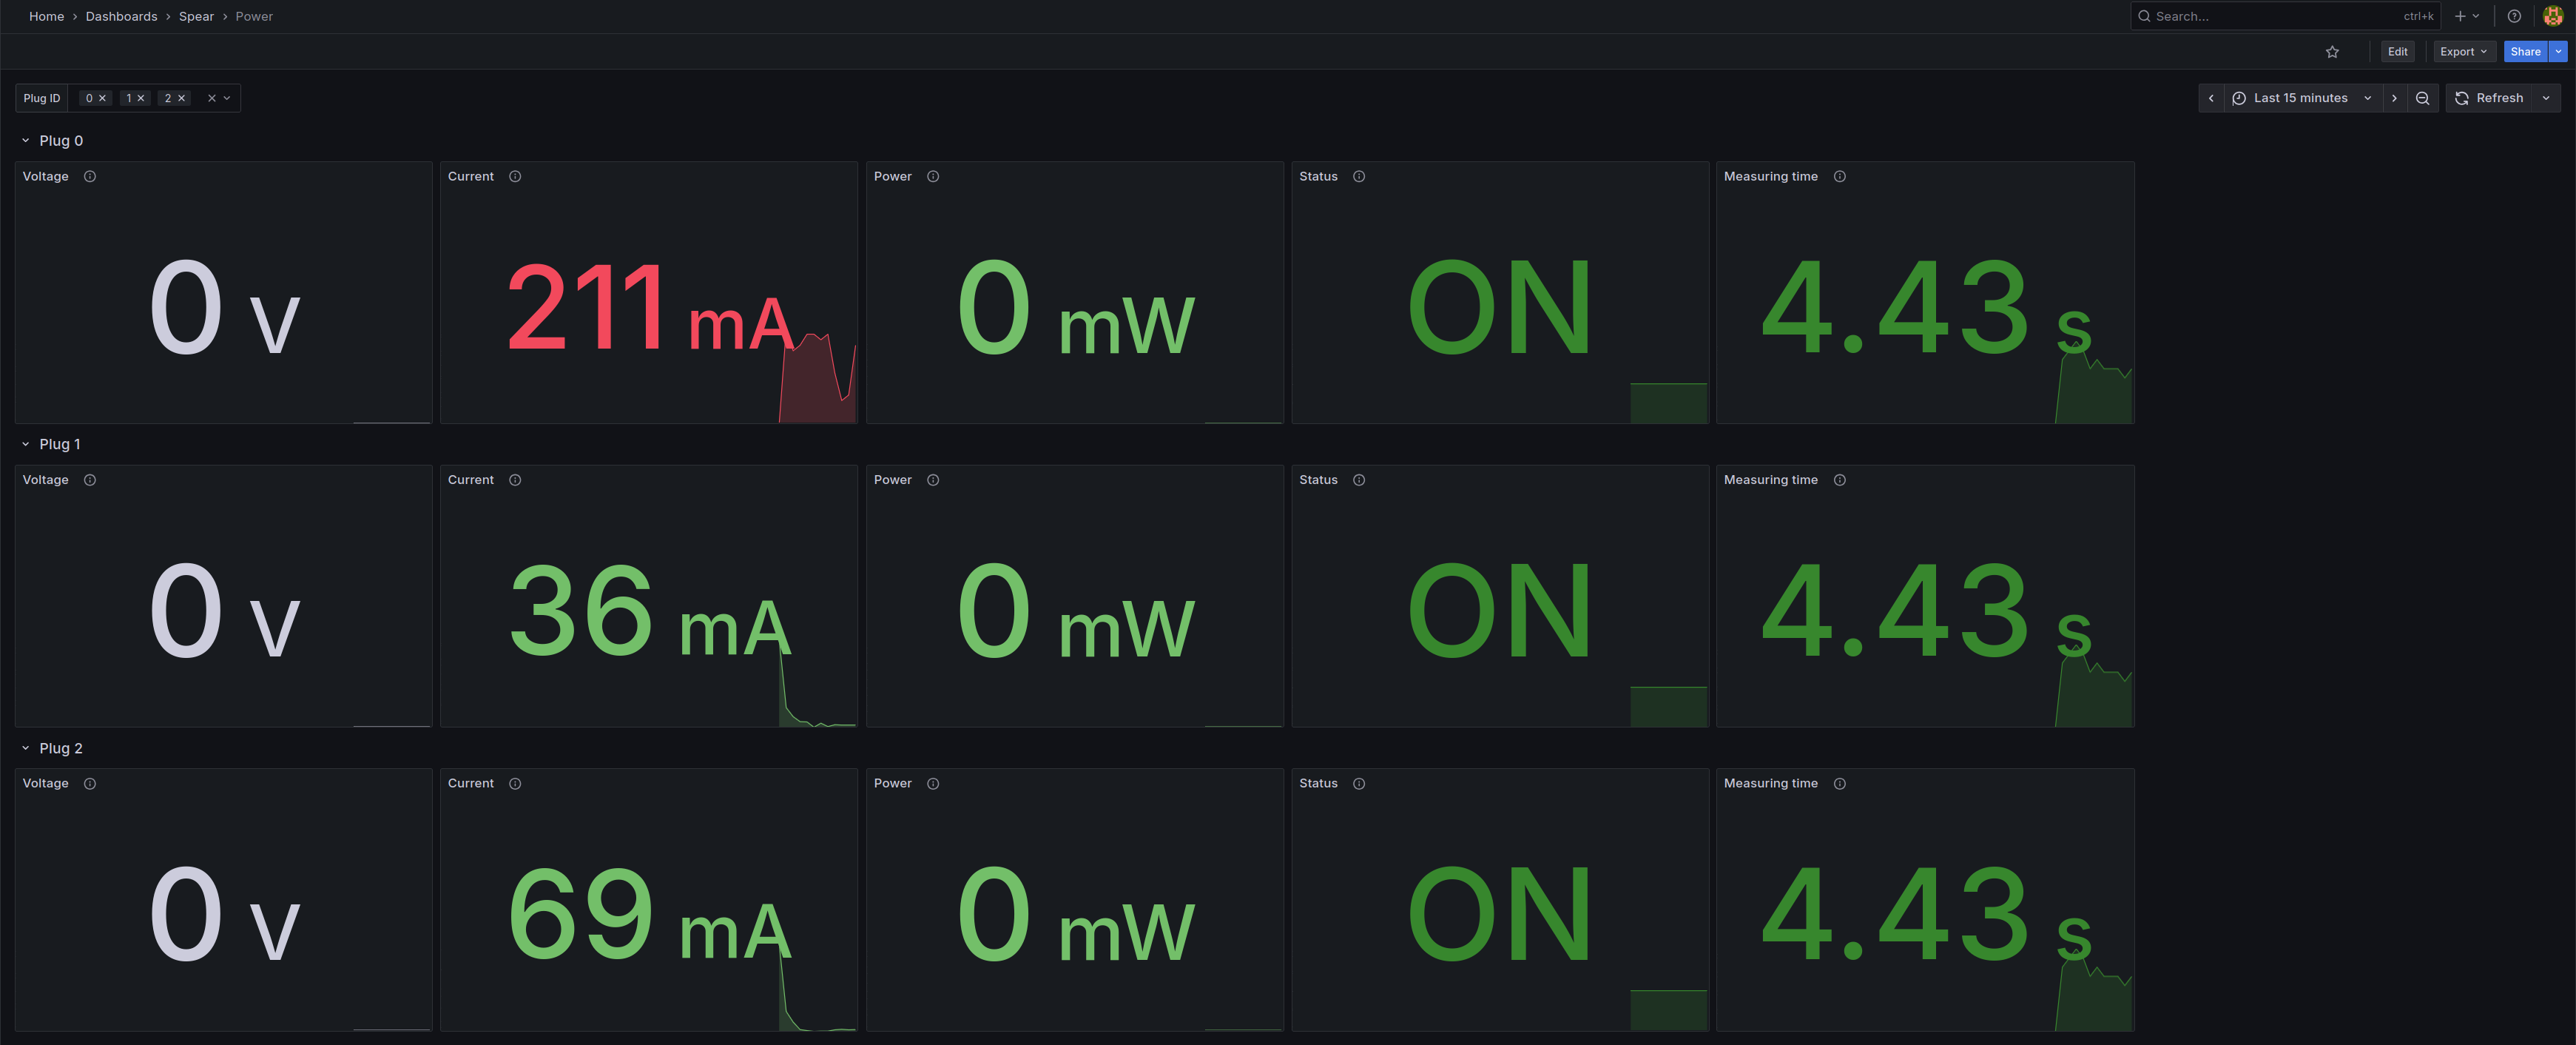 Home > Dashboards > Spear > Power
Search... ctrl+k
Edit Export Share
Plug ID 0 1 2
Last 15 minutes Refresh
Plug 0
Voltage Current Power Status Measuring time
0 V 211 mA 0 mW ON 4.43 s
Plug 1
Voltage Current Power Status Measuring time
0 V 36 mA 0 mW ON 4.43 s
Plug 2
Voltage Current Power Status Measuring time
0 V 69 mA 0 mW ON 4.43 s